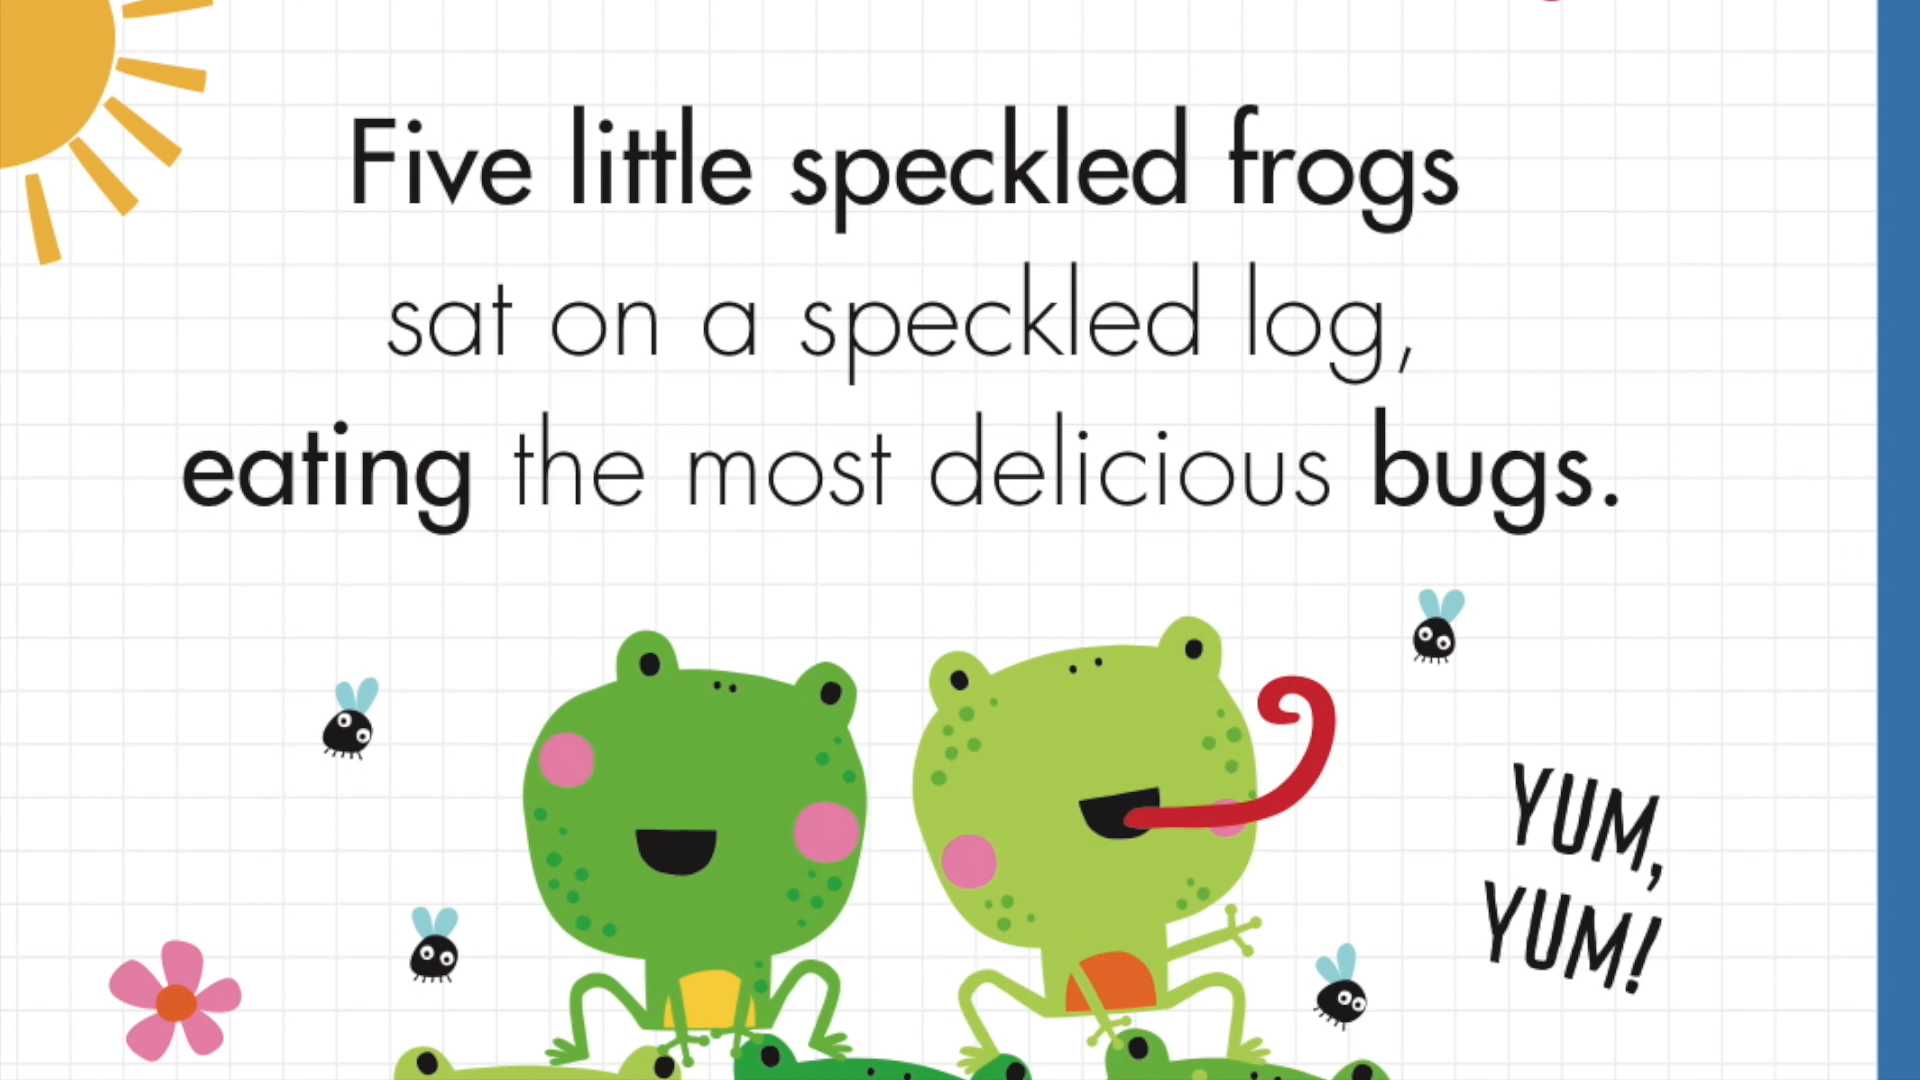 Five little speckled frogs
sat on a speckled log,
eating the most delicious bugs.
YUM,
YUM!